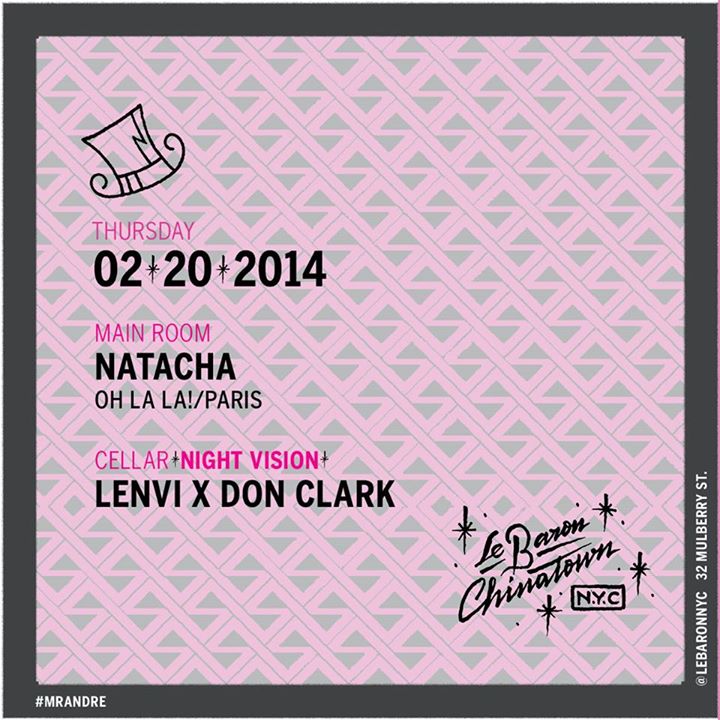 N
THURSDAY
02*20*2014
MAIN ROOM
NATACHA
OH LA LA!/PARIS
CELLAR*NIGHT VISION*
LENVI X DON CLARK
Le Baron
Chinatown
N.Y.C
@LEBARONNYC 32 MULBERRY ST.
#MRANDRE